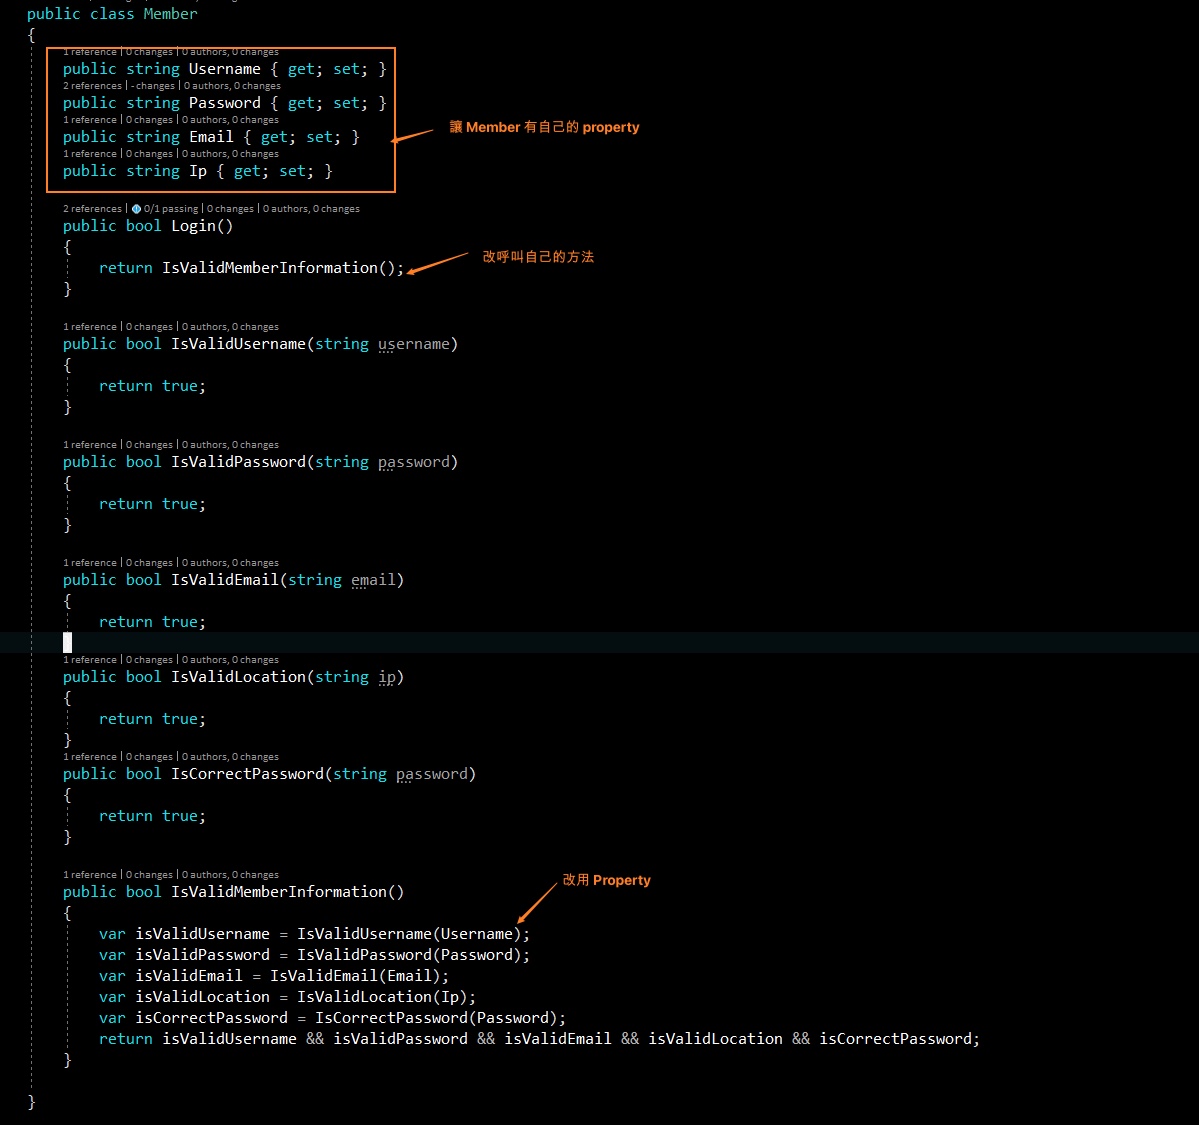 public class Member
{
1 reference | 0 changes | 0 authors, 0 changes
public string Username { get; set; }
2 references | - changes | 0 authors, 0 changes
public string Password { get; set; }
讓 Member 有自己的 property
1 reference | 0 changes | 0 authors, 0 changes
public string Email { get; set; }
1 reference | 0 changes | 0 authors, 0 changes
public string Ip { get; set; }
2 references | 0/1 passing | 0 changes | 0 authors, 0 changes
public bool Login()
{
改呼叫自己的方法
return IsValidMemberInformation();
}
1 reference | 0 changes | 0 authors, 0 changes
public bool IsValidUsername(string username)
{
return true;
}
1 reference | 0 changes | 0 authors, 0 changes
public bool IsValidPassword(string password)
{
return true;
}
1 reference | 0 changes | 0 authors, 0 changes
public bool IsValidEmail(string email)
{
return true;
1 reference | 0 changes | 0 authors, 0 changes
public bool IsValidLocation(string ip)
{
return true;
}
1 reference | 0 changes | 0 authors, 0 changes
public bool IsCorrectPassword(string password)
{
return true;
}
1 reference | 0 changes | 0 authors, 0 changes
改用 Property
public bool IsValidMemberInformation()
{
var isValidUsername = IsValidUsername(Username);
var isValidPassword = IsValidPassword(Password);
var isValidEmail = IsValidEmail(Email);
var isValidLocation = IsValidLocation(Ip);
var isCorrectPassword = IsCorrectPassword(Password);
return isValidUsername && isValidPassword && isValidEmail && isValidLocation && isCorrectPassword;
}
}